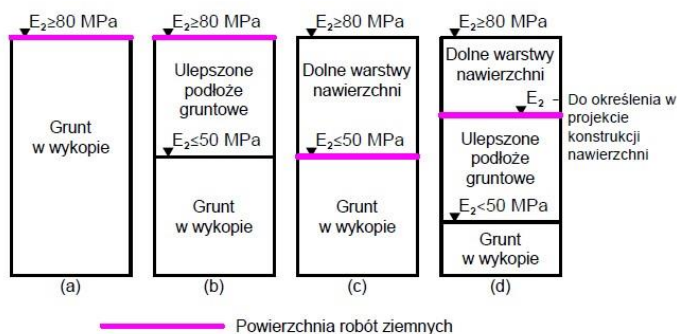 E₂≥80 MPa
Grunt
w wykopie
(a)
E₂≥80 MPa
Ulepszone
podłoże
gruntowe
E₂≤50 MPa
Grunt
w wykopie
(b)
E₂≥80 MPa
Dolne warstwy
nawierzchni
E₂≤50 MPa
Grunt
w wykopie
(c)
E₂≥80 MPa
Dolne warstwy
nawierzchni
E₂ - Do określenia w
projekcie
konstrukcji
nawierzchni
Ulepszone
podłoże
gruntowe
E₂<50 MPa
Grunt
w wykopie
(d)
Powierzchnia robót ziemnych